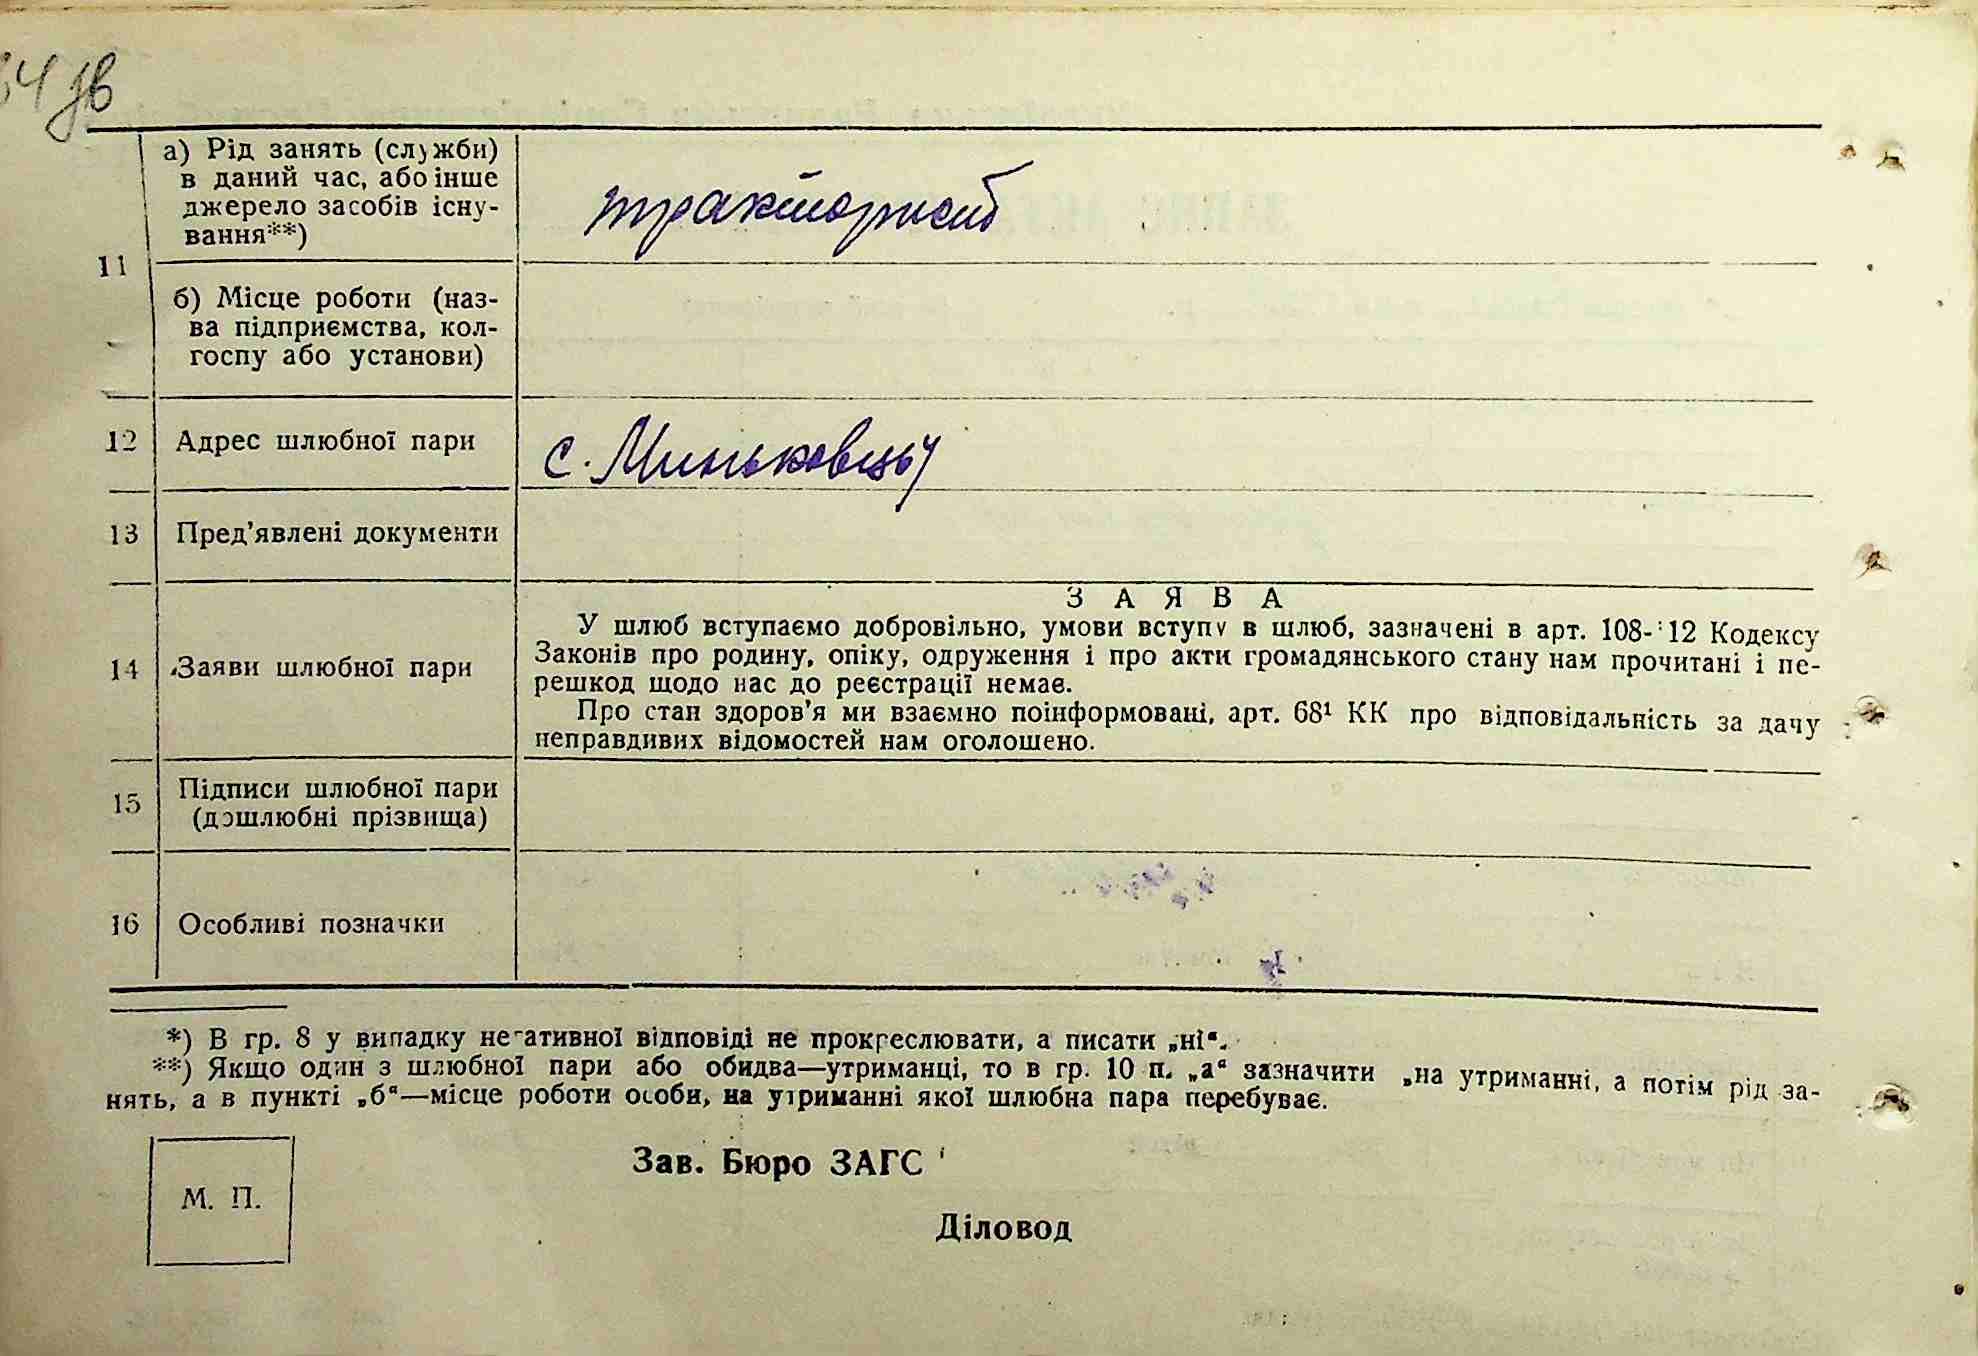 а) Рід занять (служби)
в даний час, або інше
джерело засобів існу-
вання**)
тракторист
11
б) Місце роботи (наз-
ва підприємства, кол-
госпу або установи)
12 Адрес шлюбної пари с. Миньковцы
13 Пред’явлені документи
14 Заяви шлюбної пари
З А Я В А
У шлюб вступаємо добровільно, умови вступу в шлюб, зазначені в арт. 108-112 Кодексу
Законів про родину, опіку, одруження і про акти громадянського стану нам прочитані і пе-
решкод щодо нас до реєстрації немає.
Про стан здоров’я ми взаємно поінформовані, арт. 68¹ КК про відповідальність за дачу
неправдивих відомостей нам оголошено.
15 Підписи шлюбної пари
(дошлюбні прізвища)
16 Особливі позначки
*) В гр. 8 у випадку негативної відповіді не прокреслювати, а писати „ні“.
**) Якщо один з шлюбної пари або обидва—утриманці, то в гр. 10 п. „а“ зазначити „на утриманні, а потім рід за-
нять, а в пункті „б“—місце роботи особи, на утриманні якої шлюбна пара перебуває.
Зав. Бюро ЗАГС
М. П.
Діловод